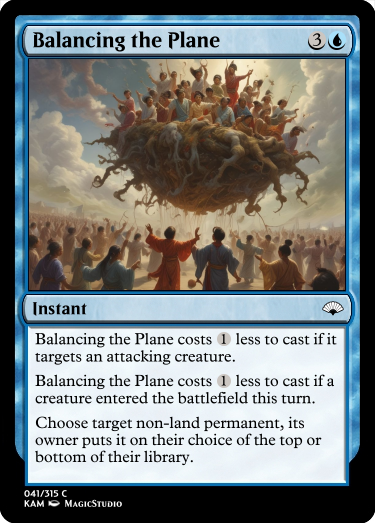 Balancing the Plane 3
Instant
Balancing the Plane costs 1 less to cast if it
targets an attacking creature.
Balancing the Plane costs 1 less to cast if a
creature entered the battlefield this turn.
Choose target non-land permanent, its
owner puts it on their choice of the top or
bottom of their library.
041/315 C
KAM MagicStudio